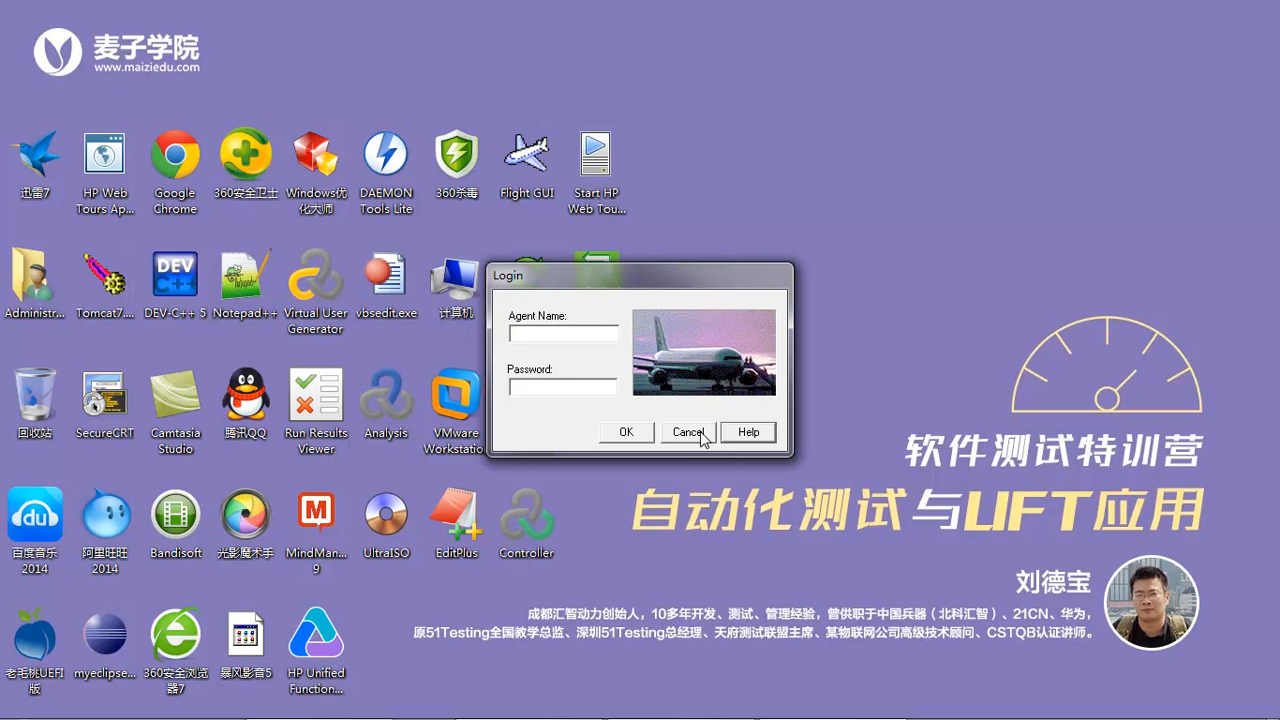 麦子学院
www.maiziedu.com
迅雷7
HP Web
Tours Ap...
Google
Chrome
360安全卫士
Windows优
化大师
DAEMON
Tools Lite
360杀毒
Flight GUI
Start HP
Web Tou...
Administr...
Tomcat7....
DEV
C++
DEV-C++ 5
Notepad++
Virtual User
Generator
vbsedit.exe
计算机
Login
Agent Name:
Password:
OK
Cancel
Help
回收站
SecureCRT
Camtasia
Studio
腾讯QQ
Run Results
Viewer
Analysis
VMware
Workstatio
软件测试特训营
自动化测试与UFT应用
du
百度音乐
2014
阿里旺旺
2014
Bandisoft
光影魔术手
M
MindMan...
9
UltraISO
EditPlus
Controller
刘德宝
成都汇智动力创始人，10多年开发、测试、管理经验，曾供职于中国兵器（北科汇智）、21CN、华为，
原51Testing全国教学总监、深圳51Testing总经理、天府测试联盟主席、某物联网公司高级技术顾问、CSTQB认证讲师。
老毛桃UEFI
版
myeclipse...
360安全浏览
器7
暴风影音5
HP Unified
Function...